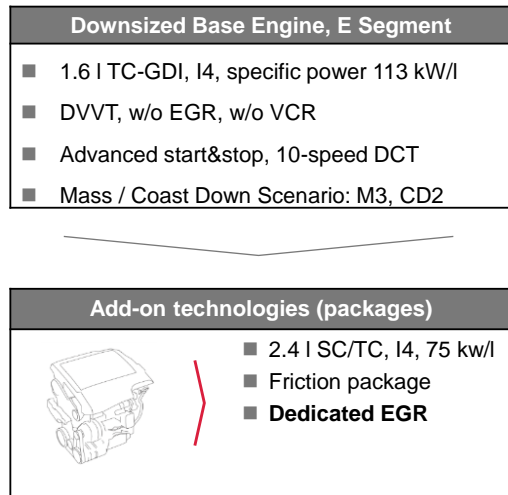 Downsized Base Engine, E Segment
■ 1.6 l TC-GDI, I4, specific power 113 kW/l
■ DVVT, w/o EGR, w/o VCR
■ Advanced start&stop, 10-speed DCT
■ Mass / Coast Down Scenario: M3, CD2
Add-on technologies (packages)
■ 2.4 l SC/TC, I4, 75 kw/l
■ Friction package
■ Dedicated EGR